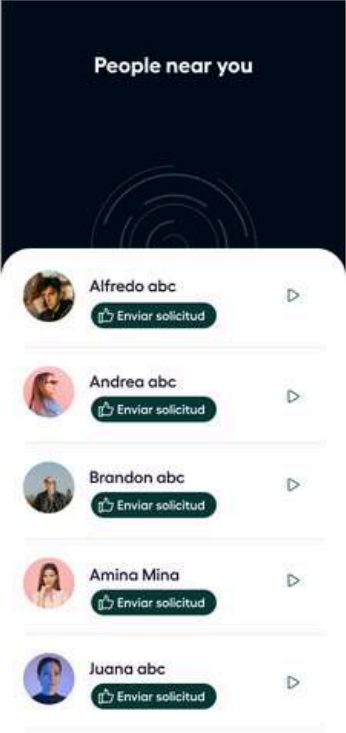 People near you
Alfredo abc
Enviar solicitud
Andrea abc
Enviar solicitud
Brandon abc
Enviar solicitud
Amina Mina
Enviar solicitud
Juana abc
Enviar solicitud